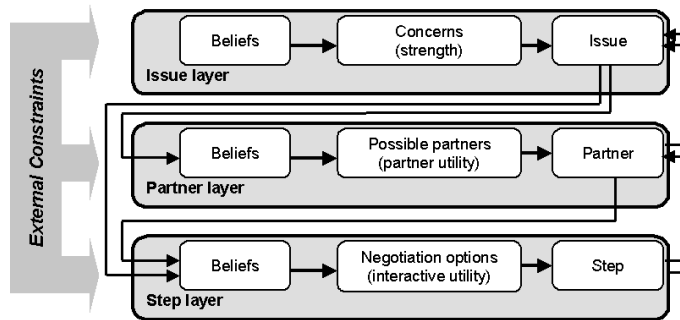 External Constraints
Beliefs
Concerns
(strength)
Issue
Issue layer
Beliefs
Possible partners
(partner utility)
Partner
Partner layer
Beliefs
Negotiation options
(interactive utility)
Step
Step layer